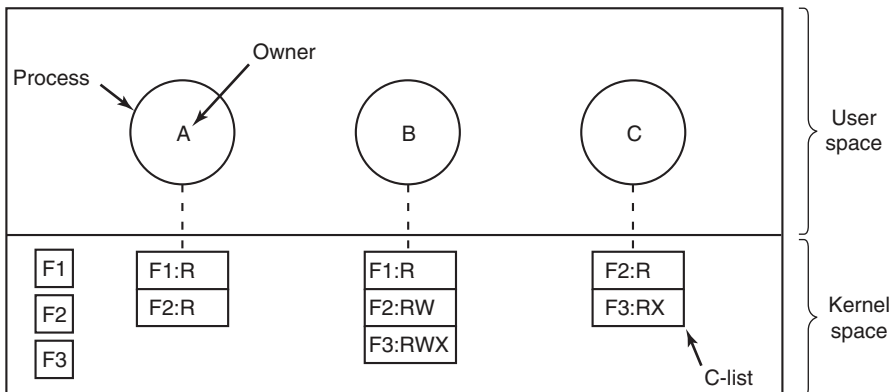 Owner
Process
A
B
C
User
space
F1
F2
F3
F1:R
F2:R
F1:R
F2:RW
F3:RWX
F2:R
F3:RX
C-list
Kernel
space